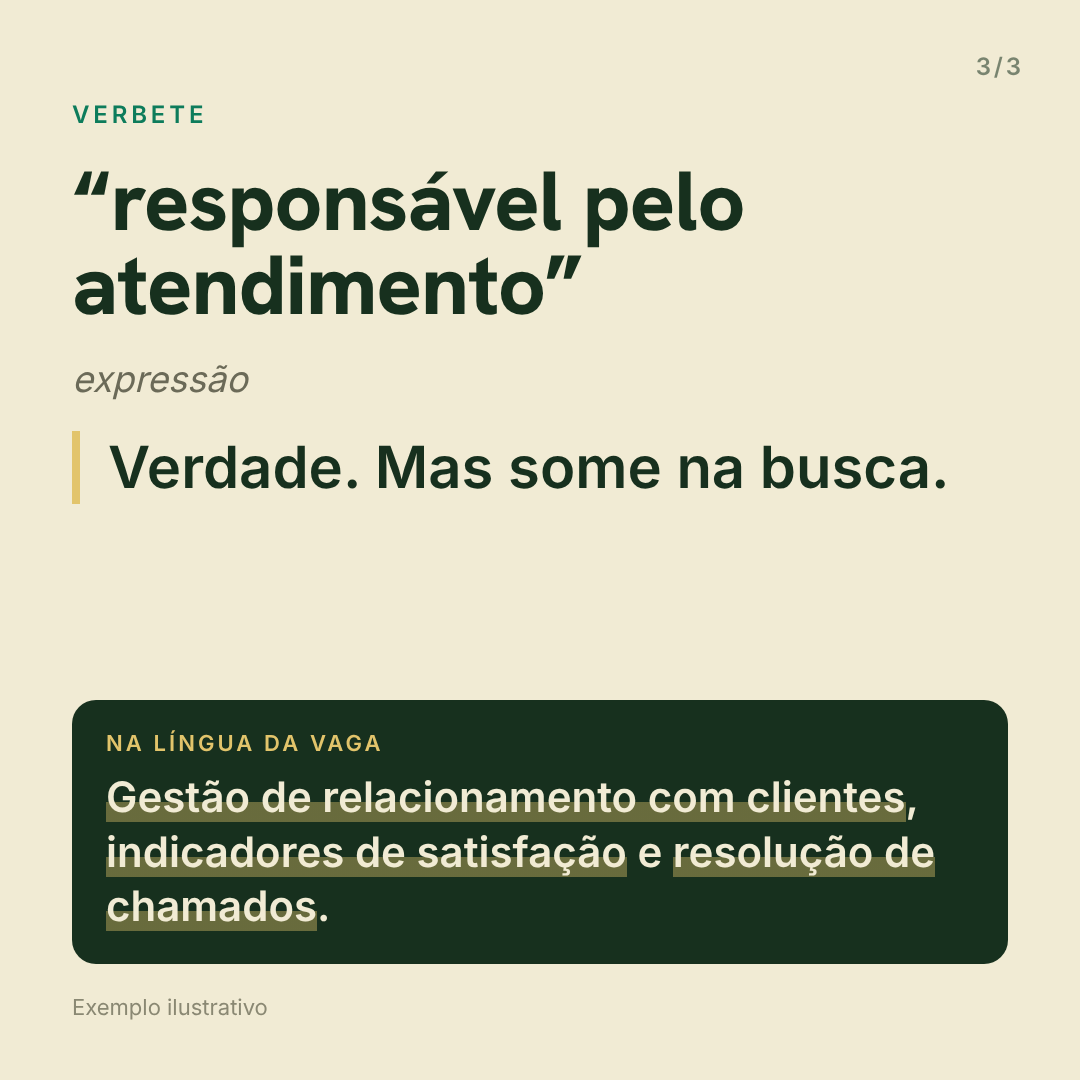 3/3
VERBETE
“responsável pelo
atendimento”
expressão
Verdade. Mas some na busca.
NA LÍNGUA DA VAGA
Gestão de relacionamento com clientes,
indicadores de satisfação e resolução de
chamados.
Exemplo ilustrativo